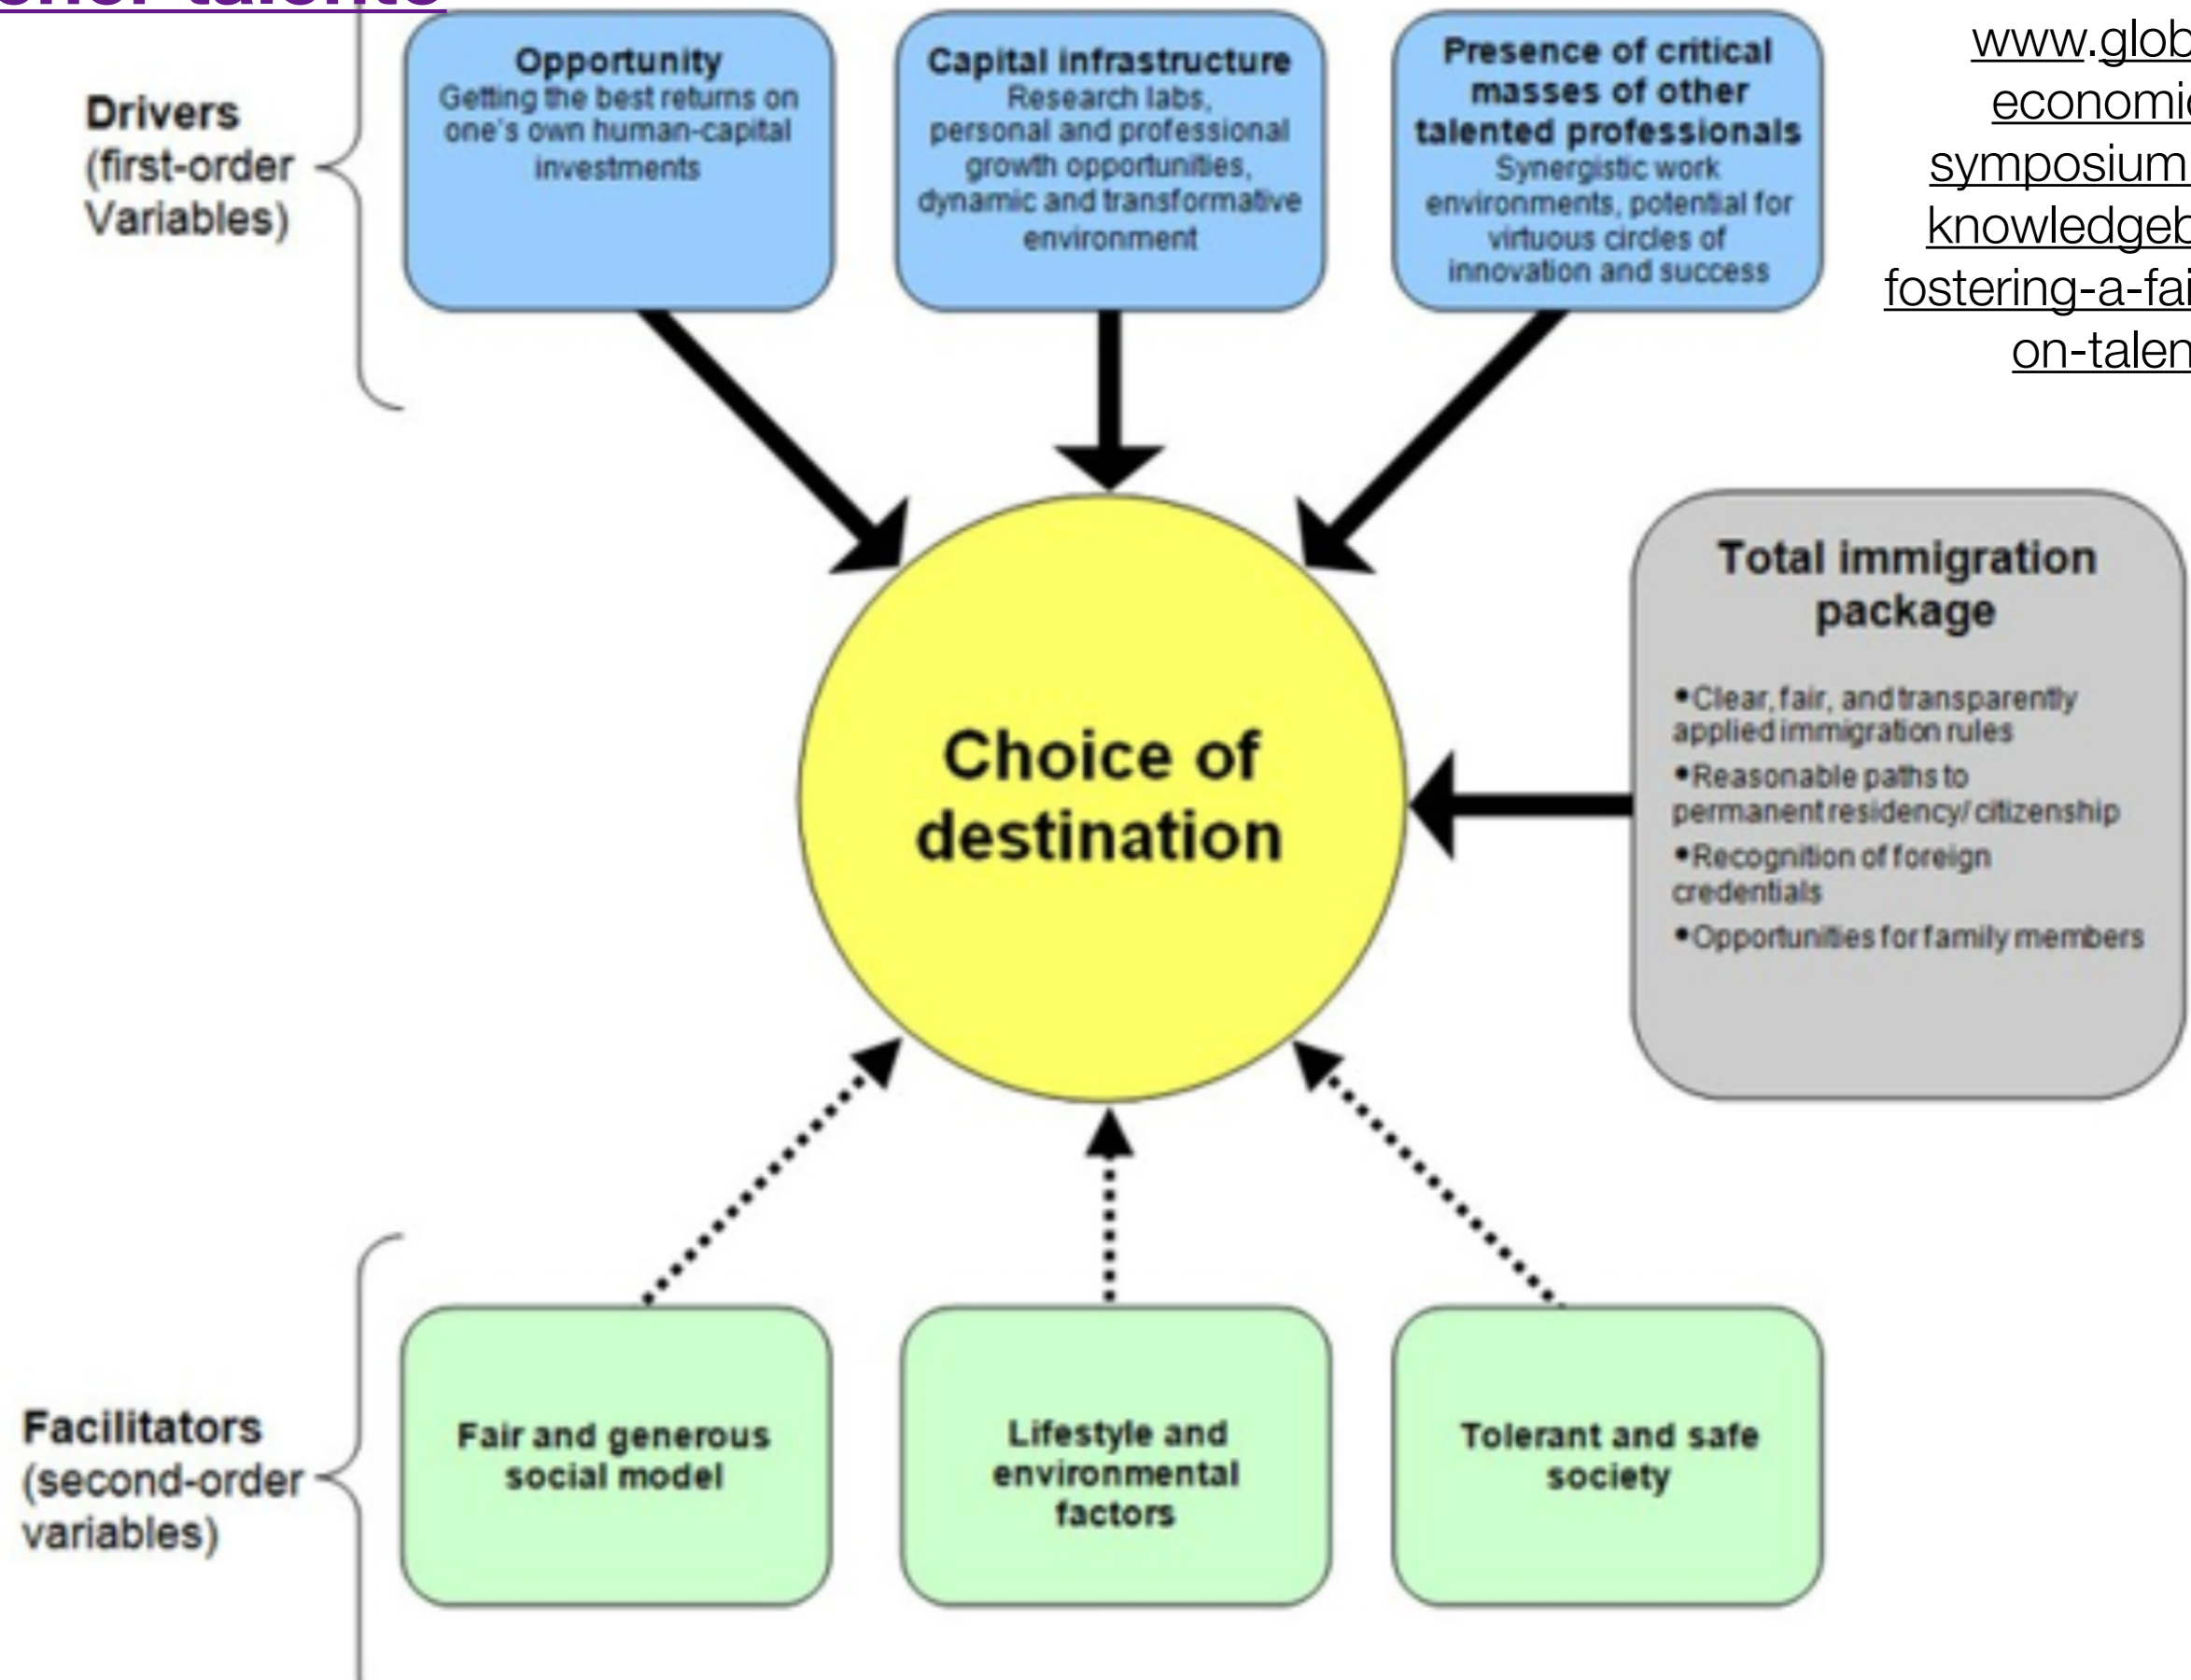 Opportunity
Getting the best returns on
one's own human-capital
investments
Capital infrastructure
Research labs,
personal and professional
growth opportunities,
dynamic and transformative
environment
Presence of critical
masses of other
talented professionals
Synergistic work
environments, potential for
virtuous circles of
innovation and success
Drivers
(first-order
Variables)
www.glob
economic
symposium
knowledgeb
fostering-a-fai
on-talen
Total immigration
package
•Clear, fair, and transparently
applied immigration rules
•Reasonable paths to
permanent residency/ citizenship
•Recognition of foreign
credentials
•Opportunities for family members
Choice of
destination
Facilitators
(second-order
variables)
Fair and generous
social model
Lifestyle and
environmental
factors
Tolerant and safe
society